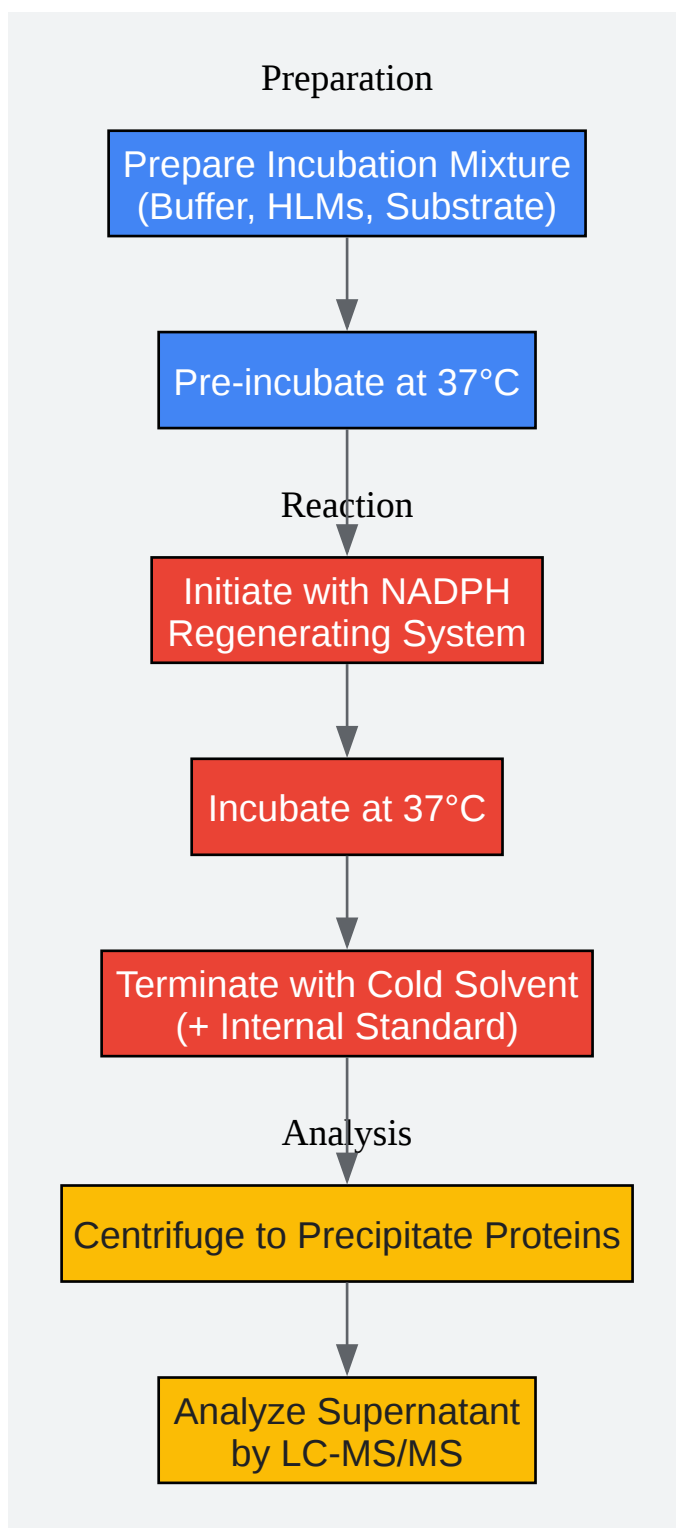 Preparation
Prepare Incubation Mixture
(Buffer, HLMs, Substrate)
Pre-incubate at 37°C
Reaction
Initiate with NADPH
Regenerating System
Incubate at 37°C
Terminate with Cold Solvent
(+ Internal Standard)
Analysis
Centrifuge to Precipitate Proteins
Analyze Supernatant
by LC-MS/MS